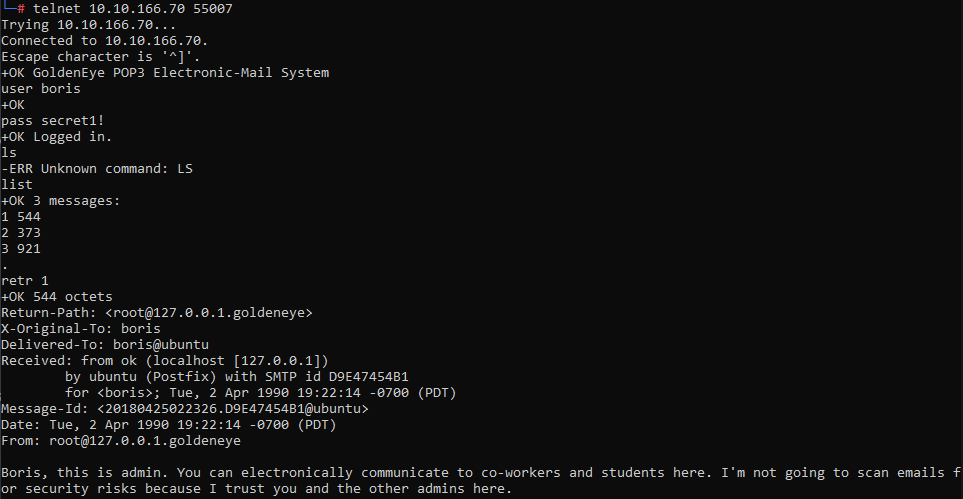 └─# telnet 10.10.166.70 55007
Trying 10.10.166.70...
Connected to 10.10.166.70.
Escape character is '^]'.
+OK GoldenEye POP3 Electronic-Mail System
user boris
+OK
pass secret1!
+OK Logged in.
ls
-ERR Unknown command: LS
list
+OK 3 messages:
1 544
2 373
3 921
.
retr 1
+OK 544 octets
Return-Path: <root@127.0.0.1.goldeneye>
X-Original-To: boris
Delivered-To: boris@ubuntu
Received: from ok (localhost [127.0.0.1])
        by ubuntu (Postfix) with SMTP id D9E47454B1
        for <boris>; Tue, 2 Apr 1990 19:22:14 -0700 (PDT)
Message-Id: <20180425022326.D9E47454B1@ubuntu>
Date: Tue, 2 Apr 1990 19:22:14 -0700 (PDT)
From: root@127.0.0.1.goldeneye

Boris, this is admin. You can electronically communicate to co-workers and students here. I'm not going to scan emails f
or security risks because I trust you and the other admins here.